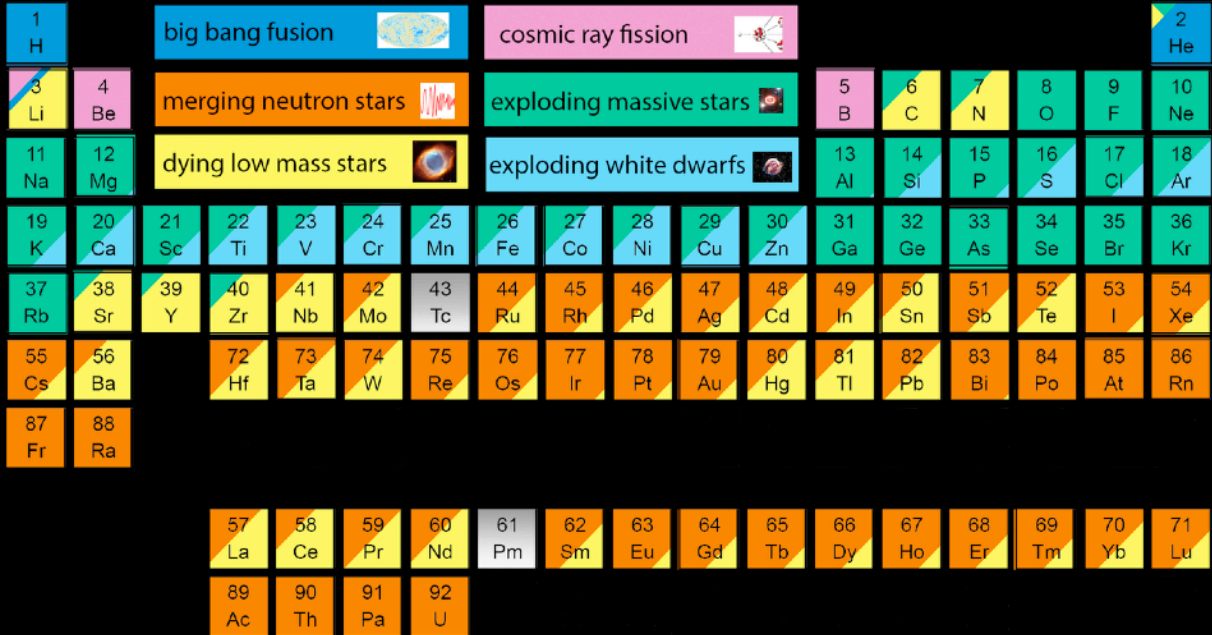 1
H
big bang fusion
cosmic ray fission
2
He
3
Li
4
Be
merging neutron stars
exploding massive stars
5
B
6
C
7
N
8
O
9
F
10
Ne
11
Na
12
Mg
dying low mass stars
exploding white dwarfs
13
Al
14
Si
15
P
16
S
17
Cl
18
Ar
19
K
20
Ca
21
Sc
22
Ti
23
V
24
Cr
25
Mn
26
Fe
27
Co
28
Ni
29
Cu
30
Zn
31
Ga
32
Ge
33
As
34
Se
35
Br
36
Kr
37
Rb
38
Sr
39
Y
40
Zr
41
Nb
42
Mo
43
Tc
44
Ru
45
Rh
46
Pd
47
Ag
48
Cd
49
In
50
Sn
51
Sb
52
Te
53
I
54
Xe
55
Cs
56
Ba
72
Hf
73
Ta
74
W
75
Re
76
Os
77
Ir
78
Pt
79
Au
80
Hg
81
Tl
82
Pb
83
Bi
84
Po
85
At
86
Rn
87
Fr
88
Ra
57
La
58
Ce
59
Pr
60
Nd
61
Pm
62
Sm
63
Eu
64
Gd
65
Tb
66
Dy
67
Ho
68
Er
69
Tm
70
Yb
71
Lu
89
Ac
90
Th
91
Pa
92
U